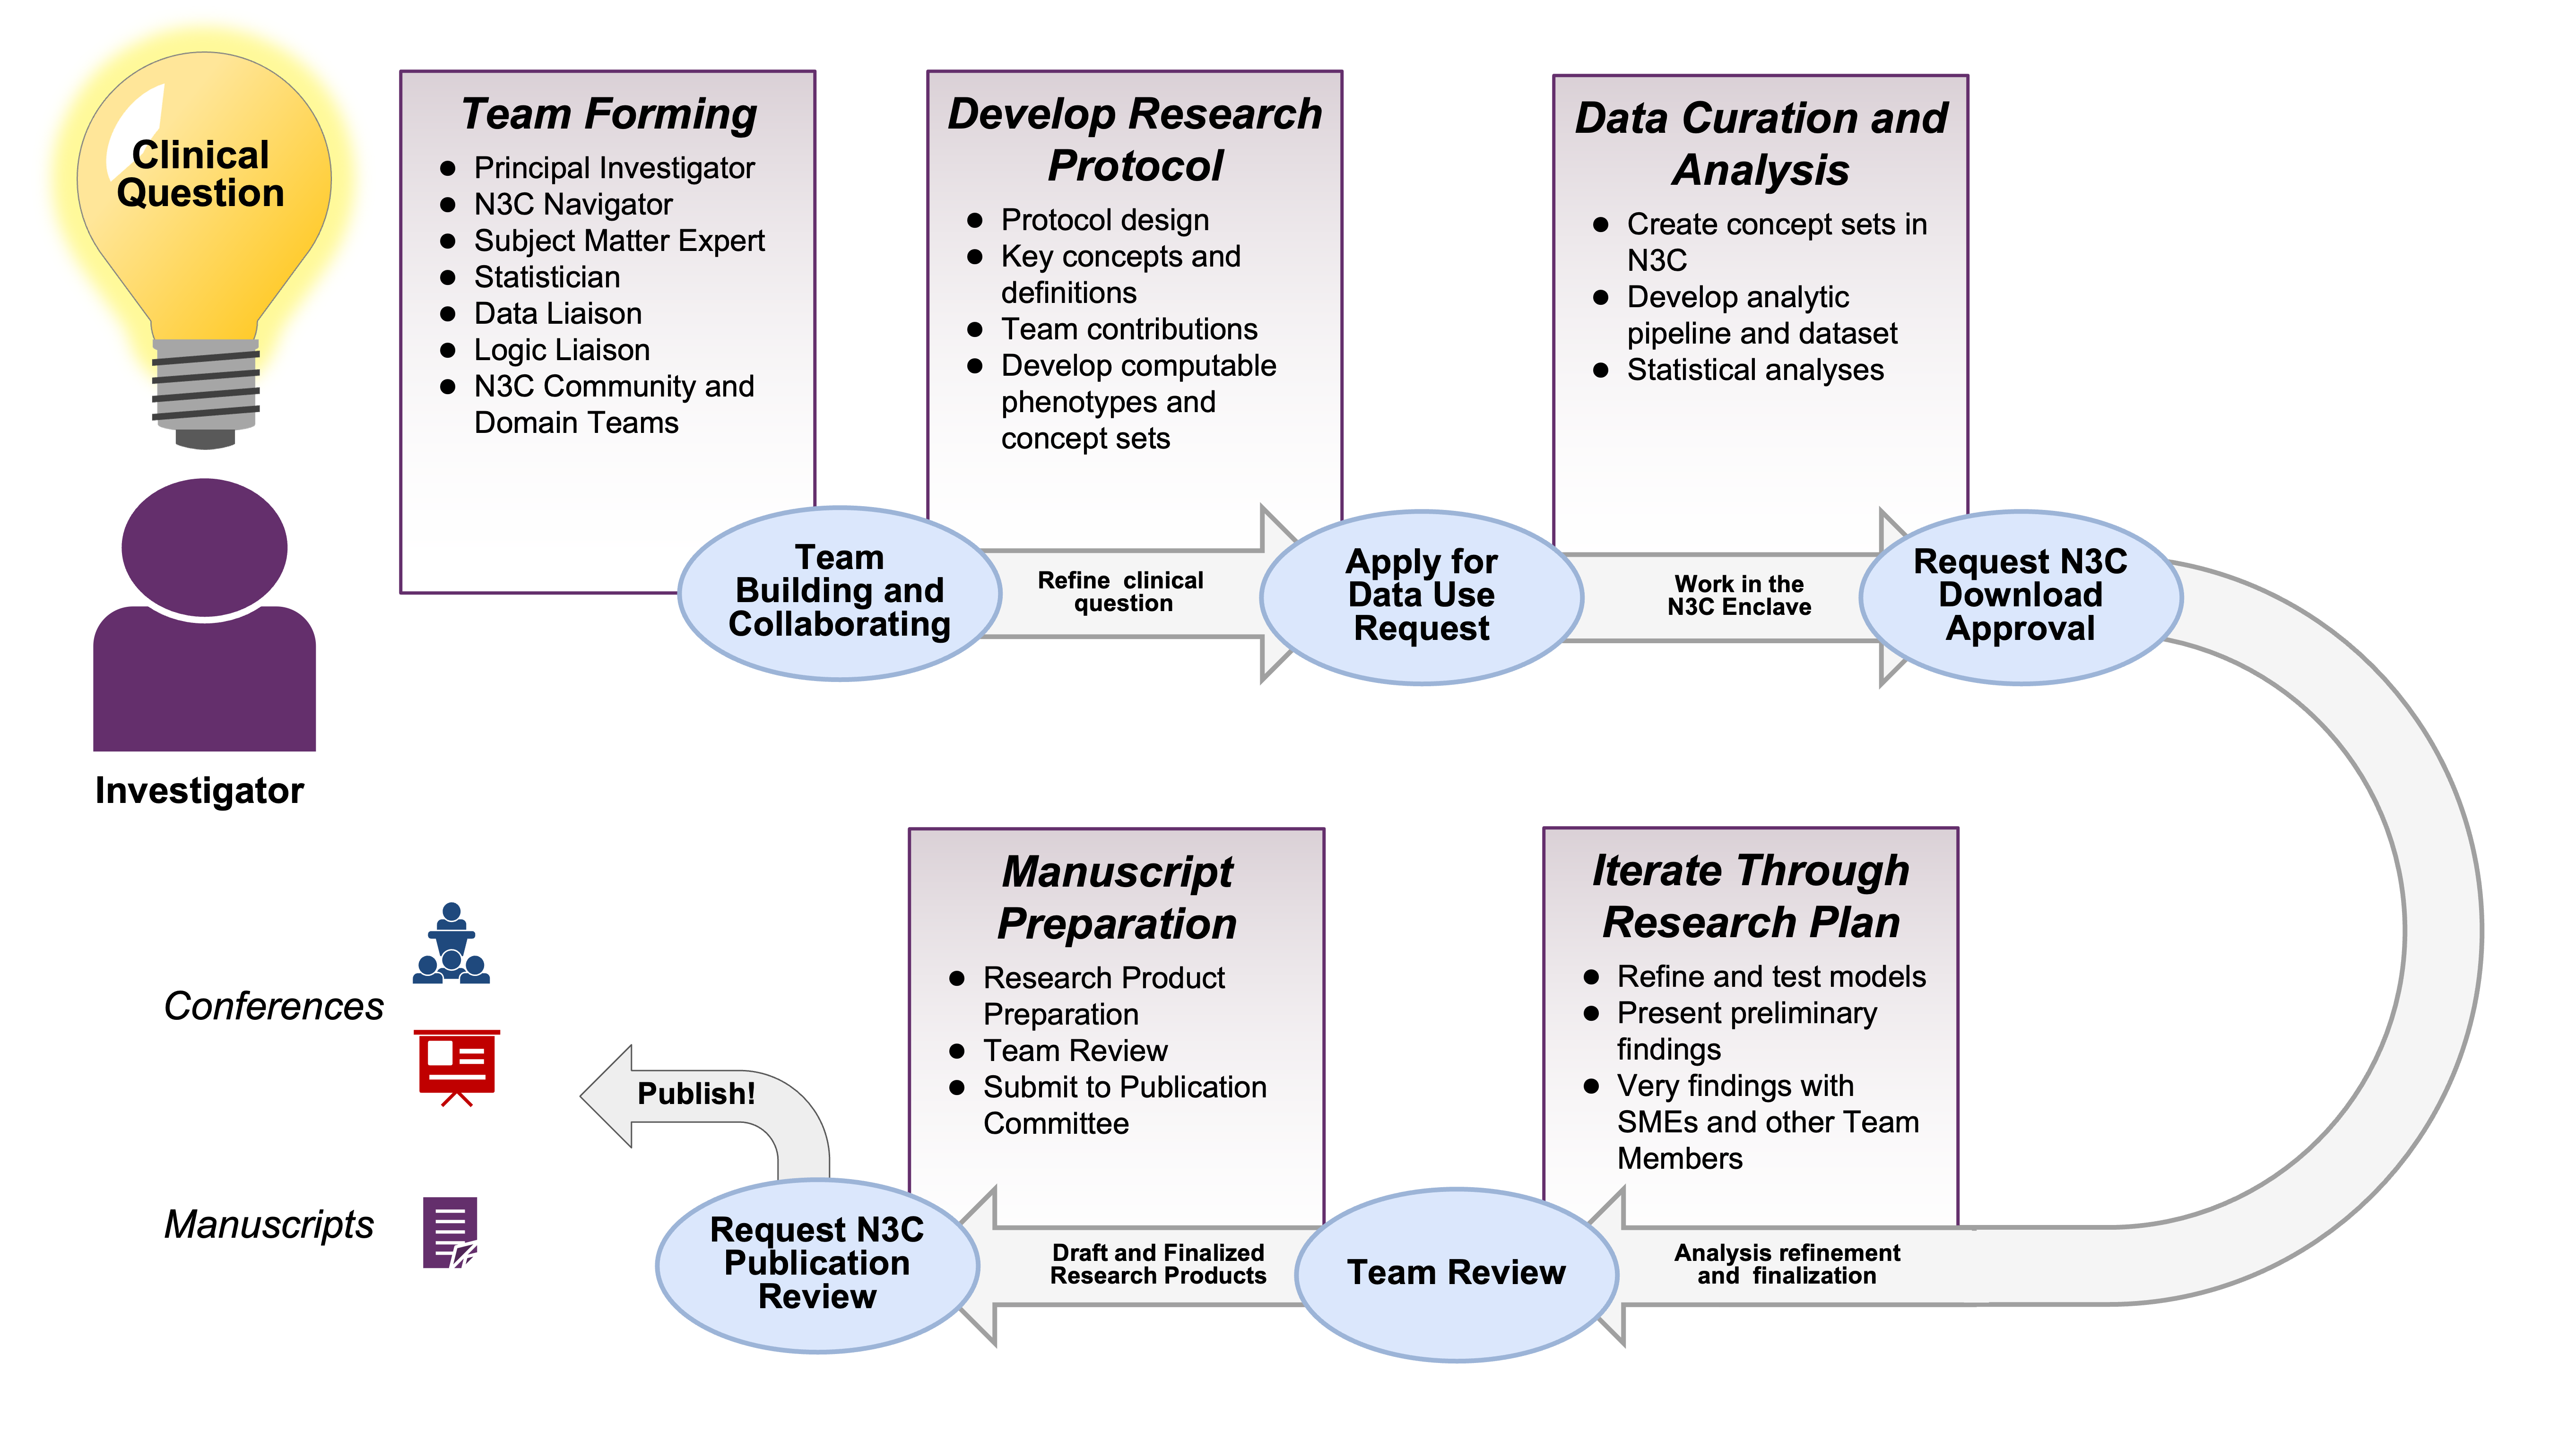 Clinical
Question
Investigator
Team Forming
● Principal Investigator
● N3C Navigator
● Subject Matter Expert
● Statistician
● Data Liaison
● Logic Liaison
● N3C Community and
Domain Teams
Team
Building and
Collaborating
Develop Research
Protocol
● Protocol design
● Key concepts and
definitions
● Team contributions
● Develop computable
phenotypes and
concept sets
Refine clinical
question
Apply for
Data Use
Request
Data Curation and
Analysis
● Create concept sets in
N3C
● Develop analytic
pipeline and dataset
● Statistical analyses
Work in the
N3C Enclave
Request N3C
Download
Approval
Iterate Through
Research Plan
● Refine and test models
● Present preliminary
findings
● Very findings with
SMEs and other Team
Members
Analysis refinement
and finalization
Team Review
Manuscript
Preparation
● Research Product
Preparation
● Team Review
● Submit to Publication
Committee
Draft and Finalized
Research Products
Request N3C
Publication
Review
Publish!
Conferences
Manuscripts